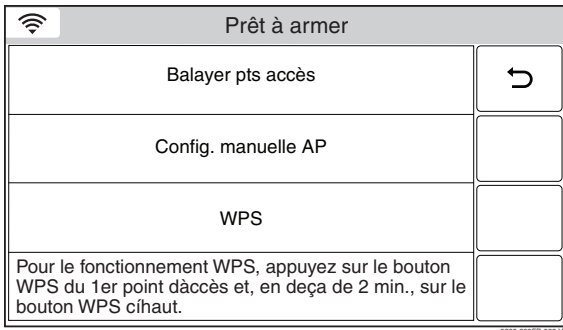 Prêt à armer
Balayer pts accès
Config. manuelle AP
WPS
Pour le fonctionnement WPS, appuyez sur le bouton
WPS du 1er point dàccès et, en deça de 2 min., sur le
bouton WPS cíhaut.